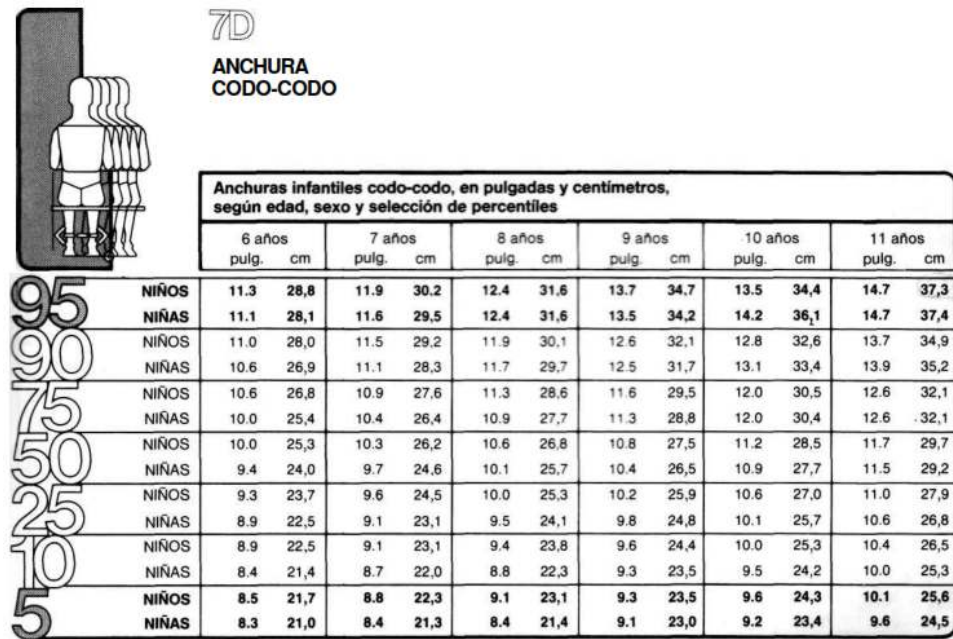 7D
ANCHURA
CODO-CODO
Anchuras infantiles codo-codo, en pulgadas y centímetros,
según edad, sexo y selección de percentiles
6 años 7 años 8 años 9 años 10 años 11 años
pulg. cm pulg. cm pulg. cm pulg. cm pulg. cm pulg. cm
95
NIÑOS 11.3 28,8 11.9 30.2 12.4 31,6 13.7 34,7 13.5 34,4 14.7 37,3
NIÑAS 11.1 28,1 11.6 29,5 12.4 31,6 13.5 34,2 14.2 36,1 14.7 37,4
90
NIÑOS 11.0 28,0 11.5 29,2 11.9 30,1 12.6 32,1 12.8 32,6 13.7 34,9
NIÑAS 10.6 26,9 11.1 28,3 11.7 29,7 12.5 31,7 13.1 33,4 13.9 35,2
75
NIÑOS 10.6 26,8 10.9 27,6 11.3 28,6 11.6 29,5 12.0 30,5 12.6 32,1
NIÑAS 10.0 25,4 10.4 26,4 10.9 27,7 11.3 28,8 12.0 30,4 12.6 32,1
50
NIÑOS 10.0 25,3 10.3 26,2 10.6 26,8 10.8 27,5 11.2 28,5 11.7 29,7
NIÑAS 9.4 24,0 9.7 24,6 10.1 25,7 10.4 26,5 10.9 27,7 11.5 29,2
25
NIÑOS 9.3 23,7 9.6 24,5 10.0 25,3 10.2 25,9 10.6 27,0 11.0 27,9
NIÑAS 8.9 22,5 9.1 23,1 9.5 24,1 9.8 24,8 10.1 25,7 10.6 26,8
10
NIÑOS 8.9 22,5 9.1 23,1 9.4 23,8 9.6 24,4 10.0 25,3 10.4 26,5
NIÑAS 8.4 21,4 8.7 22,0 8.8 22,3 9.3 23,5 9.5 24,2 10.0 25,3
5
NIÑOS 8.5 21,7 8.8 22,3 9.1 23,1 9.3 23,5 9.6 24,3 10.1 25,6
NIÑAS 8.3 21,0 8.4 21,3 8.4 21,4 9.1 23,0 9.2 23,4 9.6 24,5